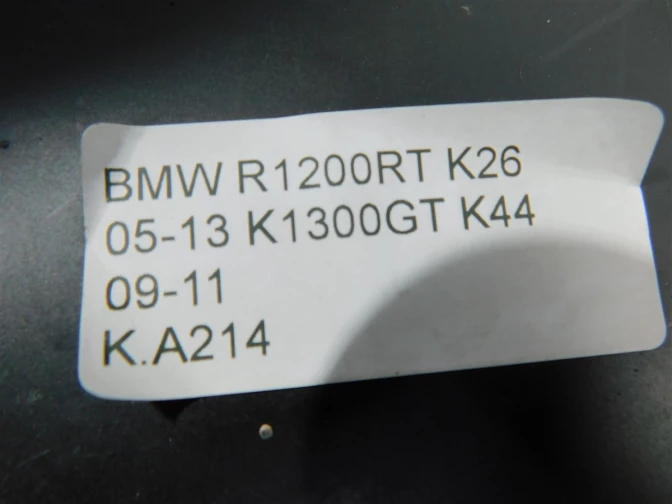 BMW R1200RT K26
05-13 K1300GT K44
09-11
K.A214